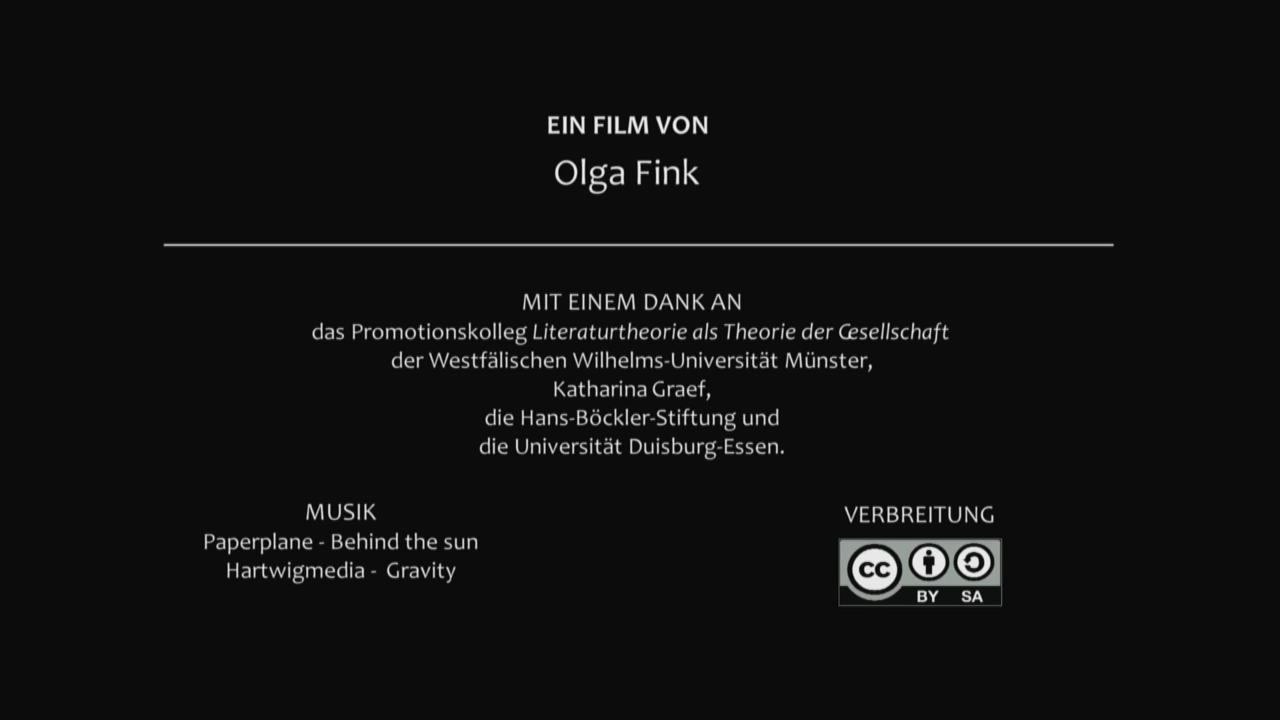 EIN FILM VON
Olga Fink
MIT EINEM DANK AN
das Promotionskolleg Literaturtheorie als Theorie der Gesellschaft
der Westfälischen Wilhelms-Universität Münster,
Katharina Graef,
die Hans-Böckler-Stiftung und
die Universität Duisburg-Essen.
MUSIK
Paperplane - Behind the sun
Hartwigmedia - Gravity
VERBREITUNG
cc
BY SA